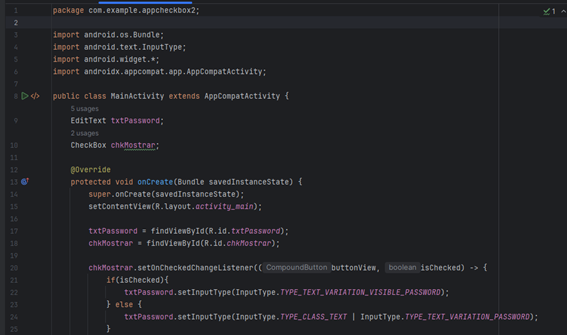 1 package com.example.appcheckbox2; 1
2
3 import android.os.Bundle;
4 import android.text.InputType;
5 import android.widget.*;
6 import androidx.appcompat.app.AppCompatActivity;
7
8 public class MainActivity extends AppCompatActivity {
5 usages
9 EditText txtPassword;
2 usages
10 CheckBox chkMostrar;
11
12 @Override
13 protected void onCreate(Bundle savedInstanceState) {
14 super.onCreate(savedInstanceState);
15 setContentView(R.layout.activity_main);
16
17 txtPassword = findViewById(R.id.txtPassword);
18 chkMostrar = findViewById(R.id.chkMostrar);
19
20 chkMostrar.setOnCheckedChangeListener((CompoundButton buttonView, boolean isChecked) -> {
21 if(isChecked){
22 txtPassword.setInputType(InputType.TYPE_TEXT_VARIATION_VISIBLE_PASSWORD);
23 } else {
24 txtPassword.setInputType(InputType.TYPE_CLASS_TEXT | InputType.TYPE_TEXT_VARIATION_PASSWORD);
25 }